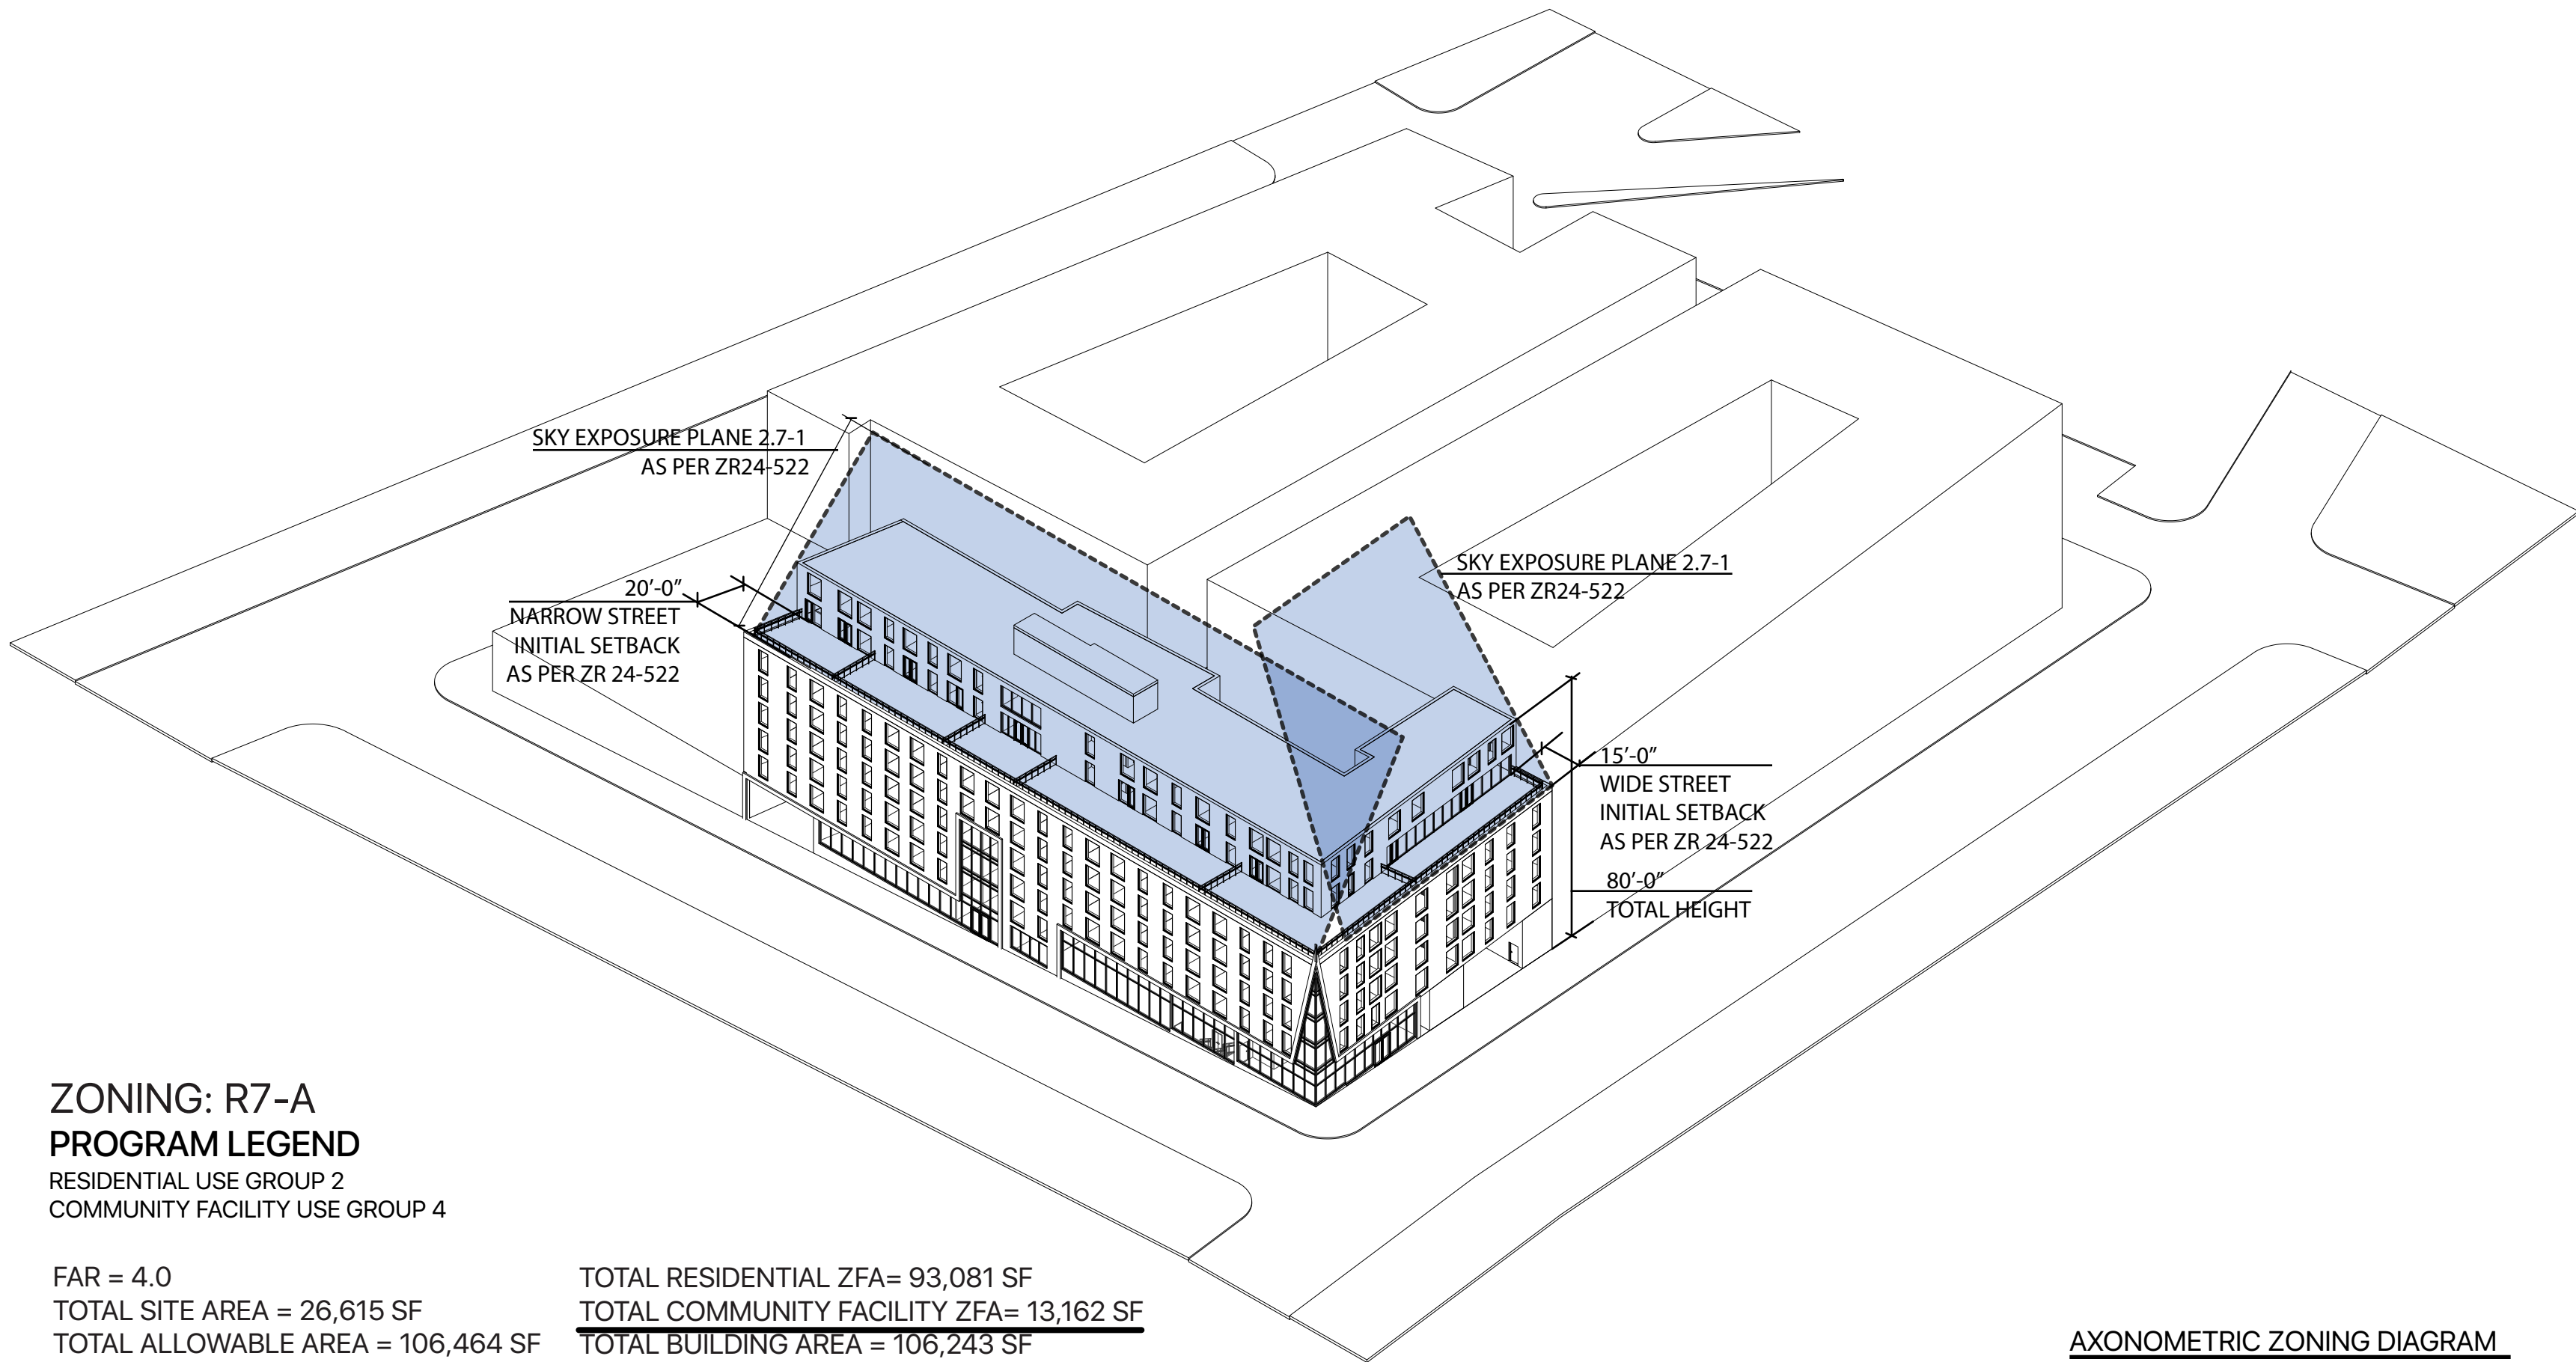 SKY EXPOSURE PLANE 2.7-1
AS PER ZR24-522
20'-0"
NARROW STREET
INITIAL SETBACK
AS PER ZR 24-522
SKY EXPOSURE PLANE 2.7-1
AS PER ZR24-522
15'-0"
WIDE STREET
INITIAL SETBACK
AS PER ZR 24-522
80'-0"
TOTAL HEIGHT
ZONING: R7-A
PROGRAM LEGEND
RESIDENTIAL USE GROUP 2
COMMUNITY FACILITY USE GROUP 4
FAR = 4.0
TOTAL SITE AREA = 26,615 SF
TOTAL ALLOWABLE AREA = 106,464 SF
TOTAL RESIDENTIAL ZFA= 93,081 SF
TOTAL COMMUNITY FACILITY ZFA= 13,162 SF
TOTAL BUILDING AREA = 106,243 SF
AXONOMETRIC ZONING DIAGRAM